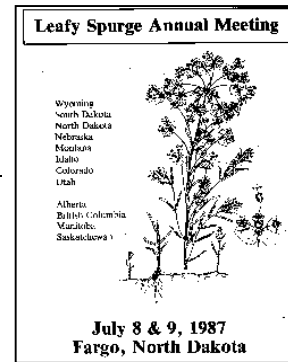 Leafy Spurge Annual Meeting
Wyoming
South Dakota
North Dakota
Nebraska
Montana
Idaho
Colorado
Utah
Alberta
British Columbia
Manitoba
Saskatchewan
July 8 & 9, 1987
Fargo, North Dakota